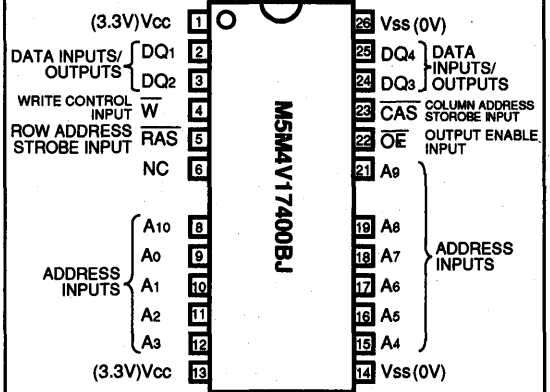 (3.3V)Vcc 1
DATA INPUTS/
OUTPUTS
DQ1 2
DQ2 3
WRITE CONTROL
INPUT W 4
ROW ADDRESS
STROBE INPUT RAS 5
NC 6
ADDRESS
INPUTS
A10 8
A0 9
A1 10
A2 11
A3 12
(3.3V)Vcc 13
M5M4V17400BJ
26 Vss (0V)
25 DQ4
24 DQ3
DATA
INPUTS/
OUTPUTS
23 CAS COLUMN ADDRESS
STOROBE INPUT
22 OE OUTPUT ENABLE
INPUT
21 A9
19 A8
18 A7
17 A6
16 A5
15 A4
ADDRESS
INPUTS
14 Vss (0V)